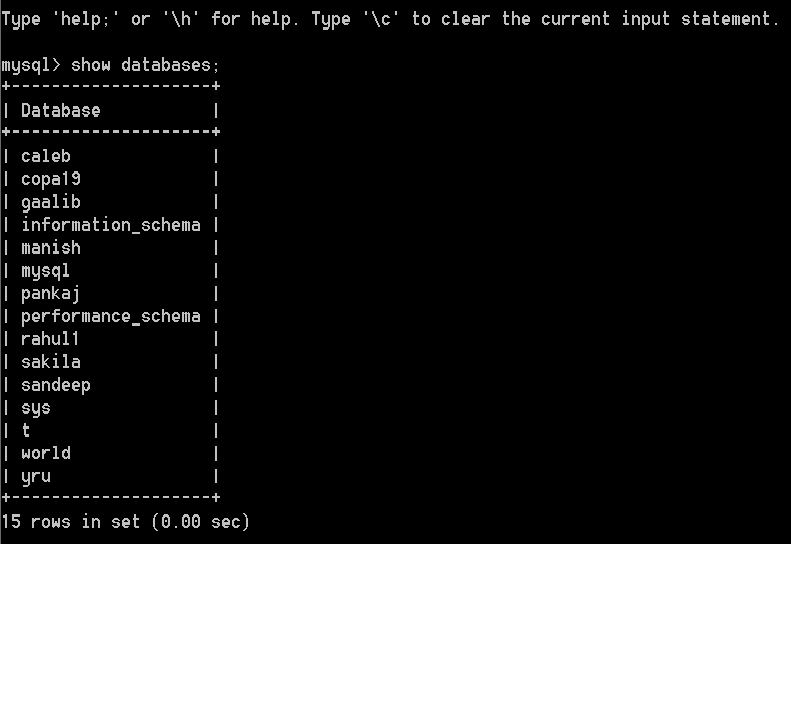 Type 'help;' or '\h' for help. Type '\c' to clear the current input statement.
mysql> show databases;
+--------------------+
| Database           |
+--------------------+
| caleb              |
| copa19             |
| gaalib             |
| information_schema |
| manish             |
| mysql              |
| pankaj             |
| performance_schema |
| rahul1             |
| sakila             |
| sandeep            |
| sys                |
| t                  |
| world              |
| yru                |
+--------------------+
15 rows in set (0.00 sec)